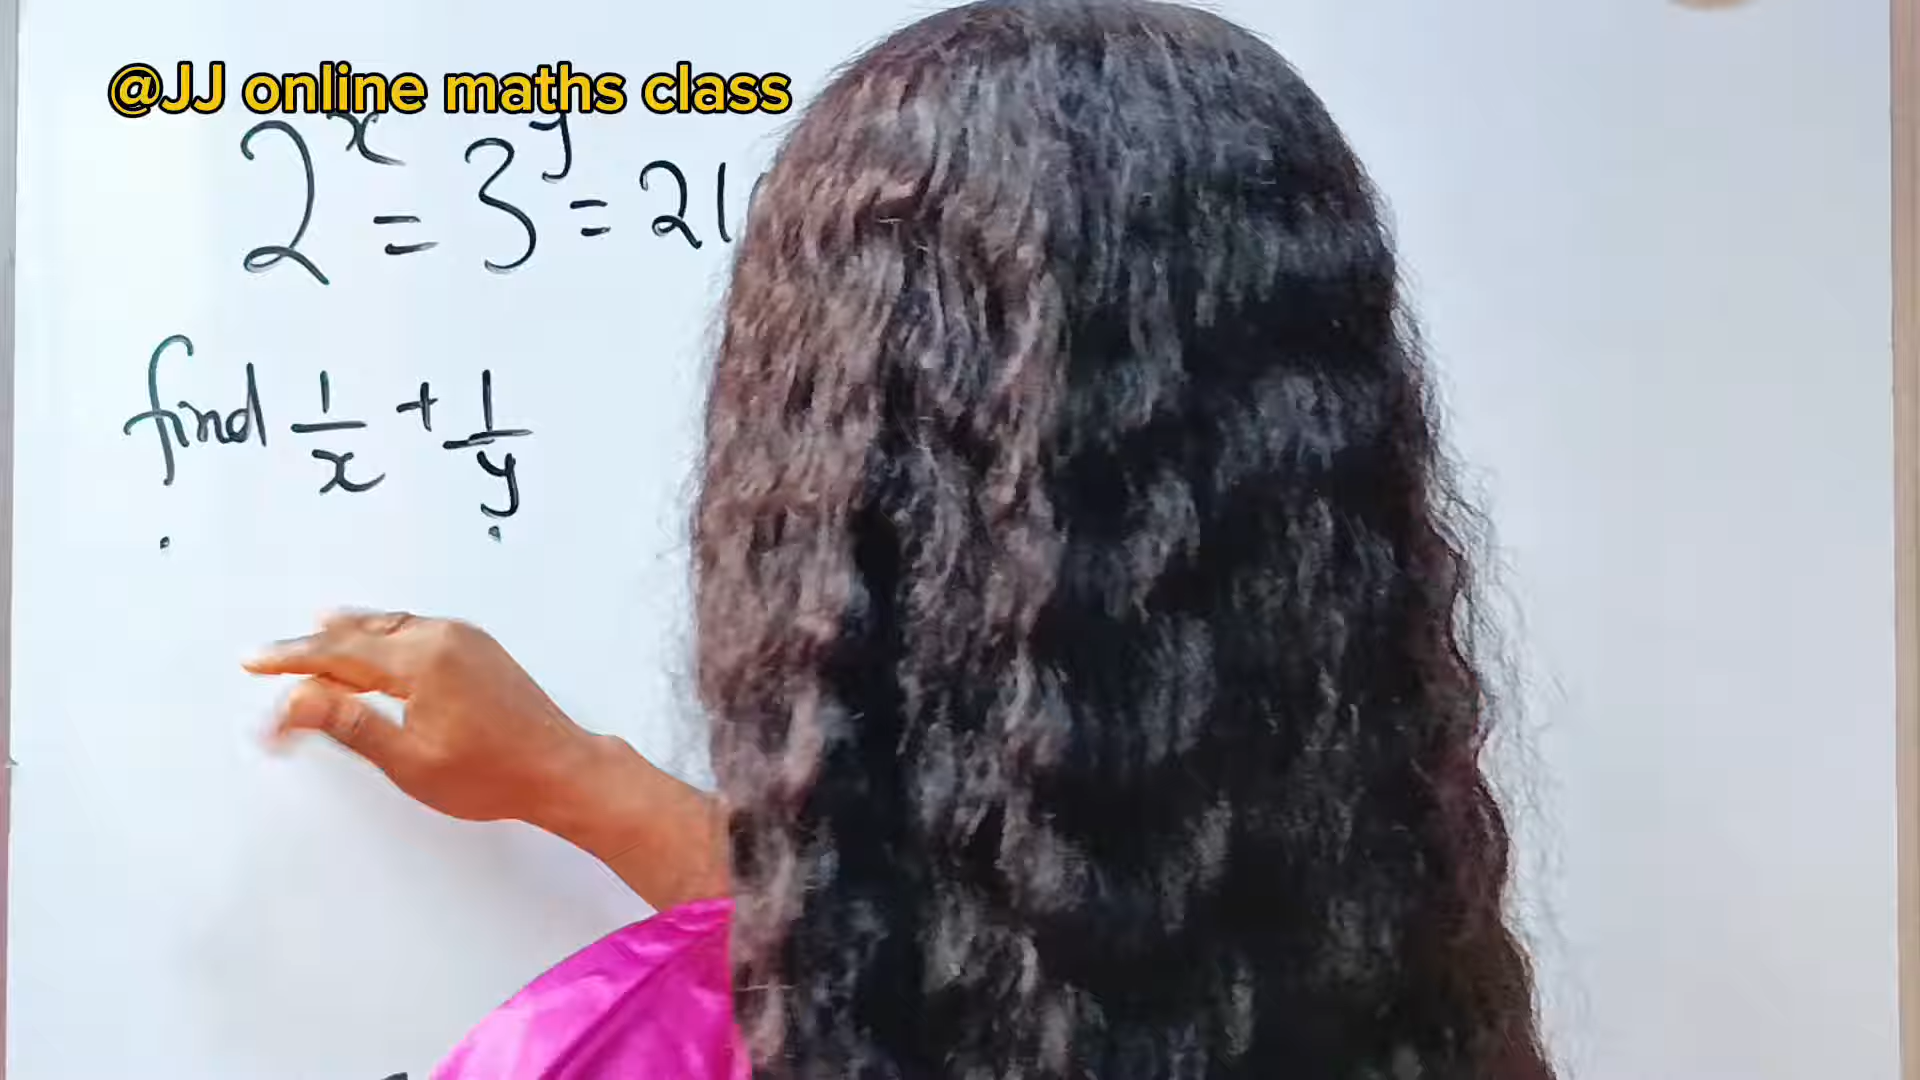 @JJ online maths class
2^x = 3^y = 21
find 1/x + 1/y